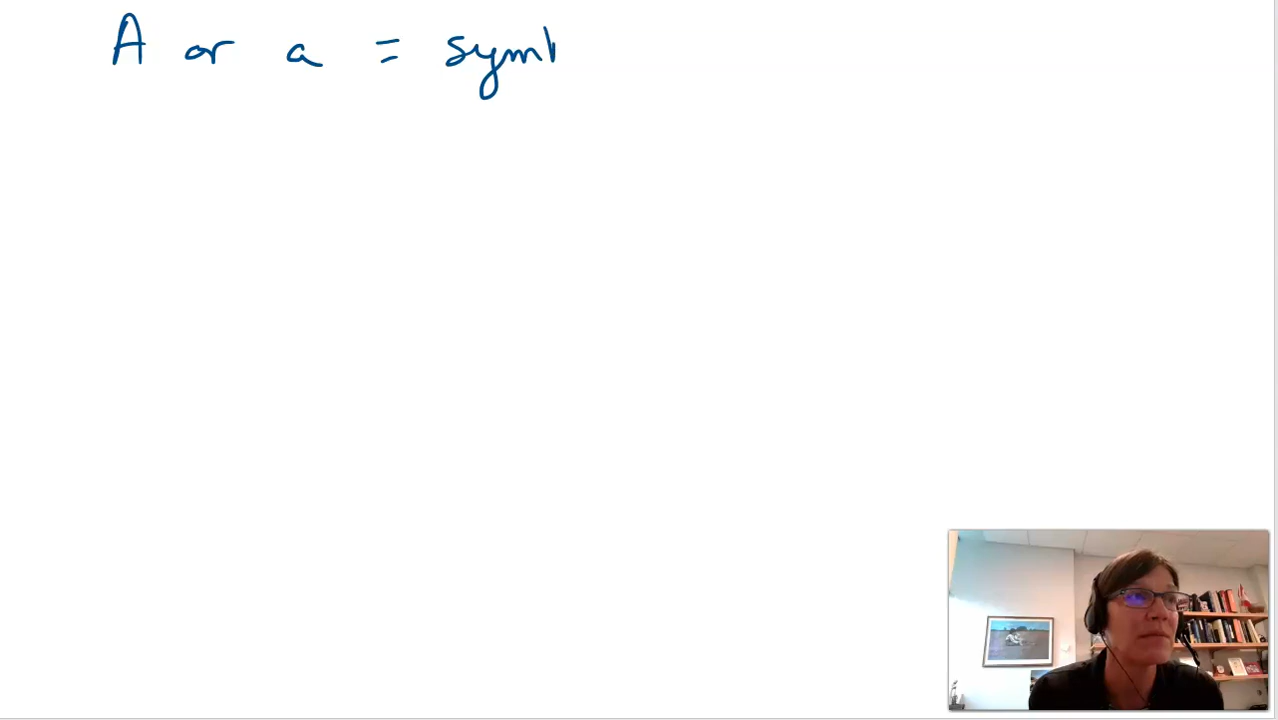 A or a = symb